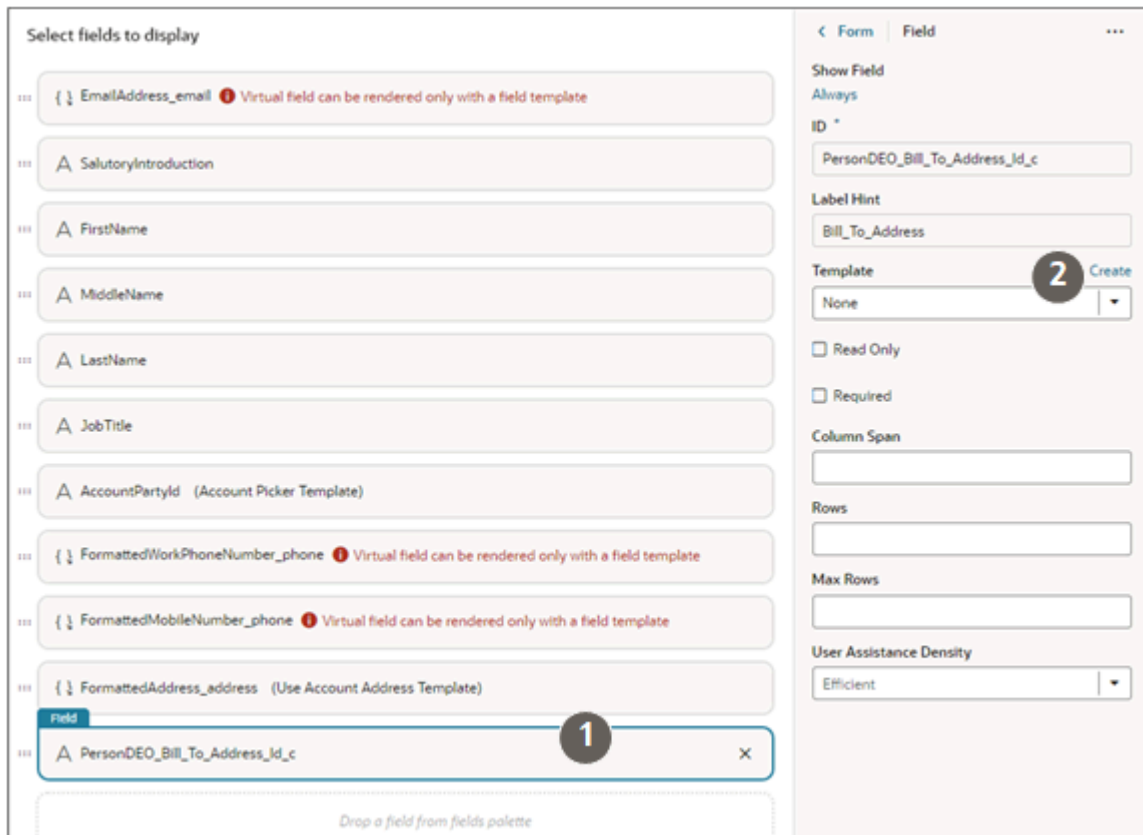 Select fields to display
{ } EmailAddress_email Virtual field can be rendered only with a field template
A SalutoryIntroduction
A FirstName
A MiddleName
A LastName
A JobTitle
A AccountPartyId (Account Picker Template)
{ } FormattedWorkPhoneNumber_phone Virtual field can be rendered only with a field template
{ } FormattedMobileNumber_phone Virtual field can be rendered only with a field template
{ } FormattedAddress_address (Use Account Address Template)
Field
A PersonDEO_Bill_To_Address_Id_c
1
Drop a field from fields palette
Form Field
Show Field
Always
ID *
PersonDEO_Bill_To_Address_Id_c
Label Hint
Bill_To_Address
Template 2 Create
None
Read Only
Required
Column Span
Rows
Max Rows
User Assistance Density
Efficient